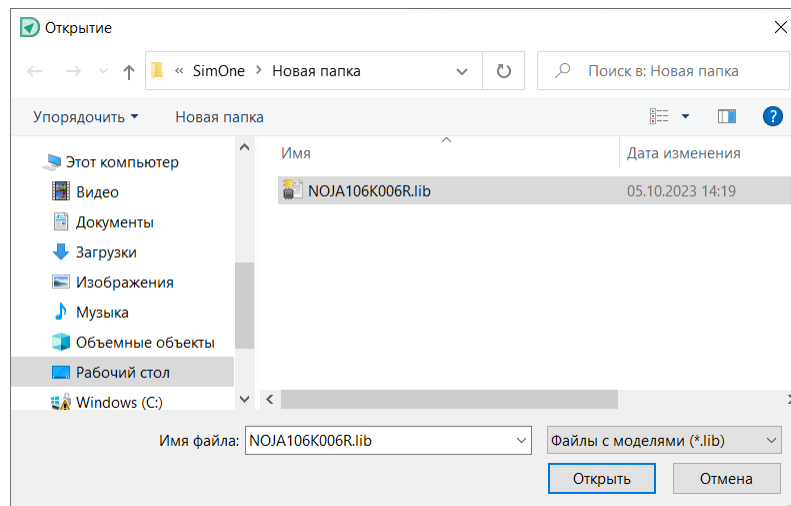 Открытие
« SimOne > Новая папка
Поиск в: Новая папка
Упорядочить
Новая папка
Имя
Дата изменения
Этот компьютер
Видео
Документы
Загрузки
Изображения
Музыка
Объемные объекты
Рабочий стол
Windows (C:)
NOJA106K006R.lib
05.10.2023 14:19
Имя файла:
NOJA106K006R.lib
Файлы с моделями (*.lib)
Открыть
Отмена